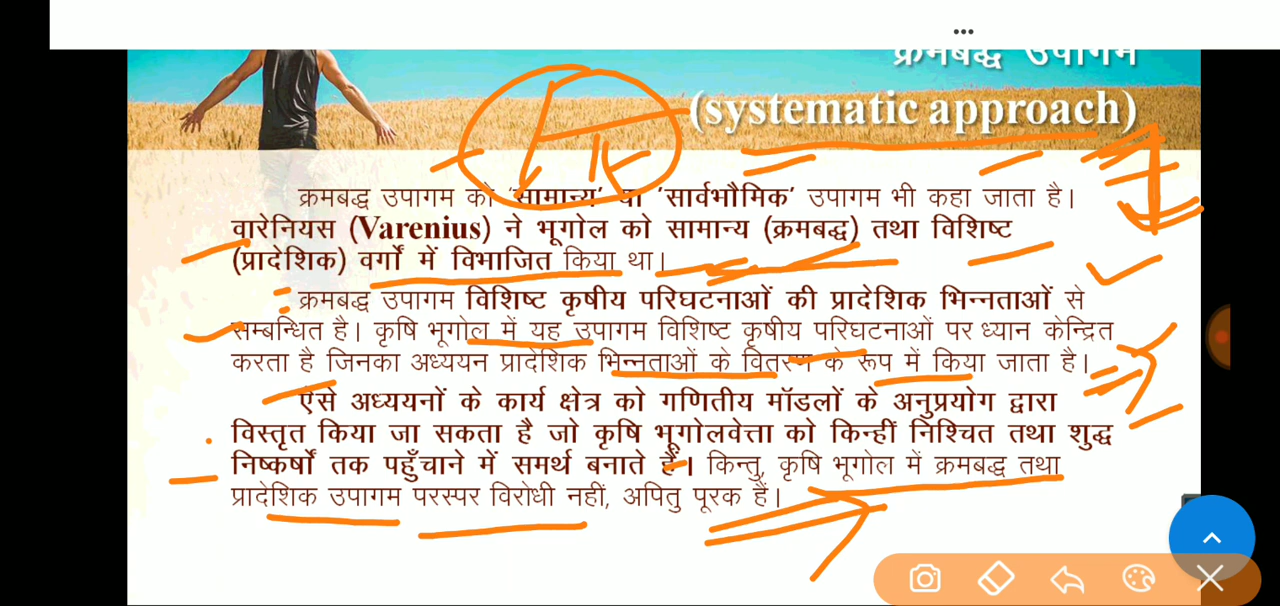 क्रमबद्ध उपागम
(systematic approach)
क्रमबद्ध उपागम को 'सामान्य' या 'सार्वभौमिक' उपागम भी कहा जाता है।
वारेनियस (Varenius) ने भूगोल को सामान्य (क्रमबद्ध) तथा विशिष्ट
(प्रादेशिक) वर्गों में विभाजित किया था।
क्रमबद्ध उपागम विशिष्ट कृषीय परिघटनाओं की प्रादेशिक भिन्नताओं से
सम्बन्धित है। कृषि भूगोल में यह उपागम विशिष्ट कृषीय परिघटनाओं पर ध्यान केन्द्रित
करता है जिनका अध्ययन प्रादेशिक भिन्नताओं के वितरण के रूप में किया जाता है।
ऐसे अध्ययनों के कार्य क्षेत्र को गणितीय मॉडलों के अनुप्रयोग द्वारा
विस्तृत किया जा सकता है जो कृषि भूगोलवेत्ता को किन्हीं निश्चित तथा शुद्ध
निष्कर्षों तक पहुँचाने में समर्थ बनाते हैं। किन्तु, कृषि भूगोल में क्रमबद्ध तथा
प्रादेशिक उपागम परस्पर विरोधी नहीं, अपितु पूरक हैं।